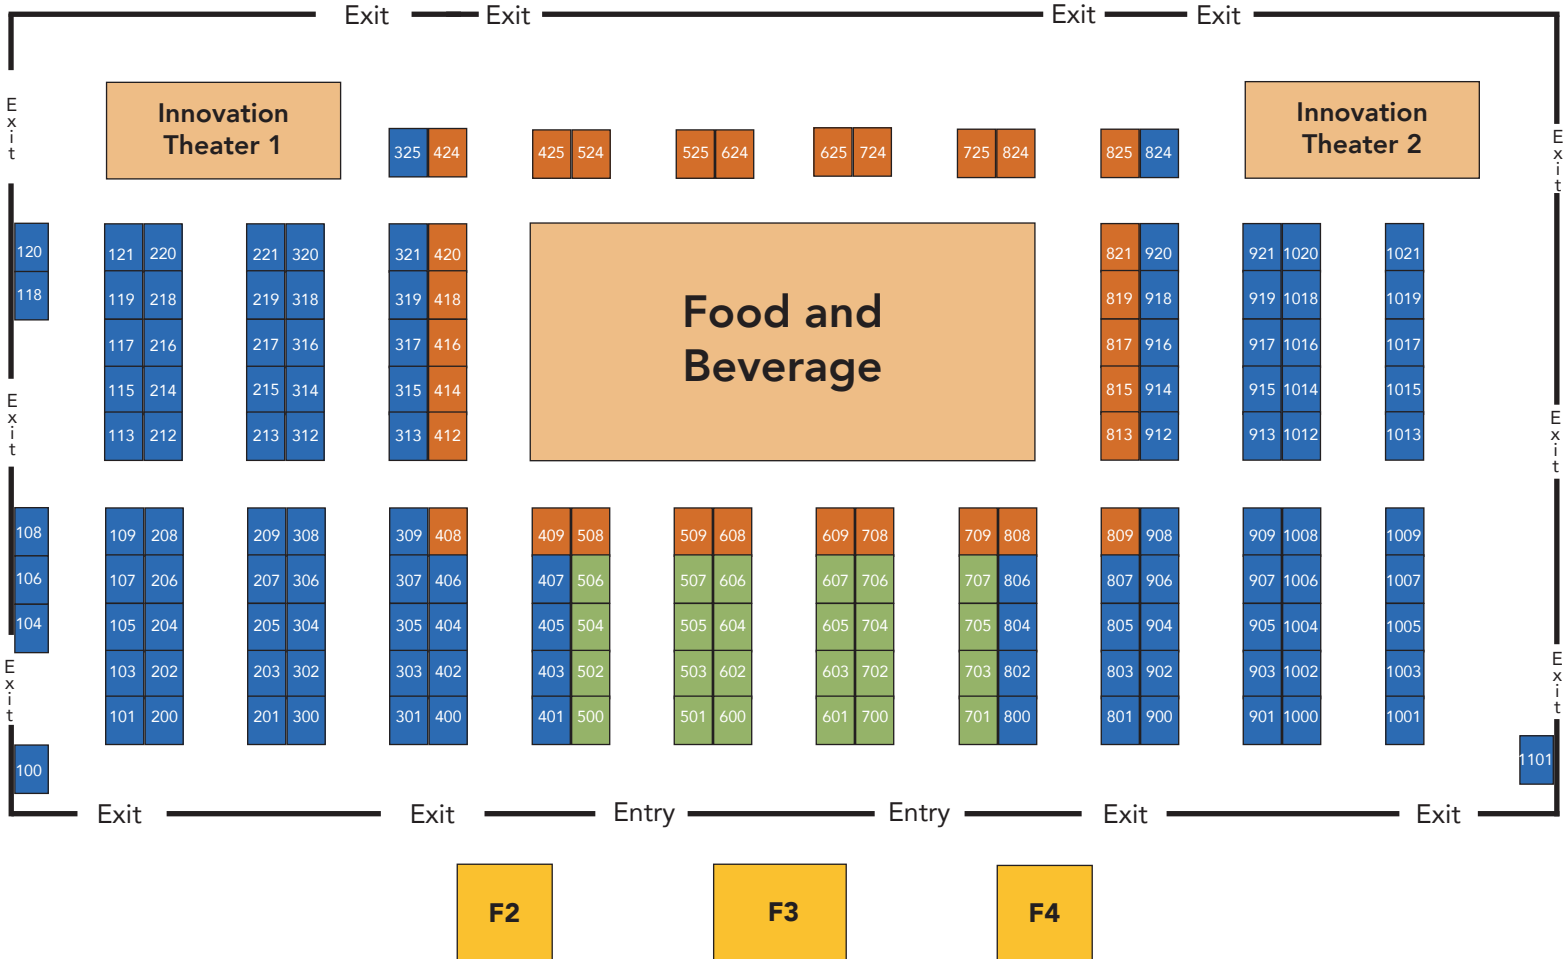 Exit Exit Exit Exit
Exit
Innovation
Theater 1
325 424 425 524 525 624 625 724 725 824 825 824
Innovation
Theater 2
Exit
120 121 220 221 320 321 420 821 920 921 1020 1021
118 119 218 219 318 319 418 819 918 919 1018 1019
Food and
Beverage
117 216 217 316 317 416 817 916 917 1016 1017
115 214 215 314 315 414 815 914 915 1014 1015
113 212 213 312 313 412 813 912 913 1012 1013
Exit
Exit
108 109 208 209 308 309 408 409 508 509 608 609 708 709 808 809 908 909 1008 1009
106 107 206 207 306 307 406 407 506 507 606 607 706 707 806 807 906 907 1006 1007
104 105 204 205 304 305 404 405 504 505 604 605 704 705 804 805 904 905 1004 1005
103 202 203 302 303 402 403 502 503 602 603 702 703 802 803 902 903 1002 1003
101 200 201 300 301 400 401 500 501 600 601 700 701 800 801 900 901 1000 1001
Exit
Exit
100 1101
Exit Exit Entry Entry Exit Exit
F2 F3 F4